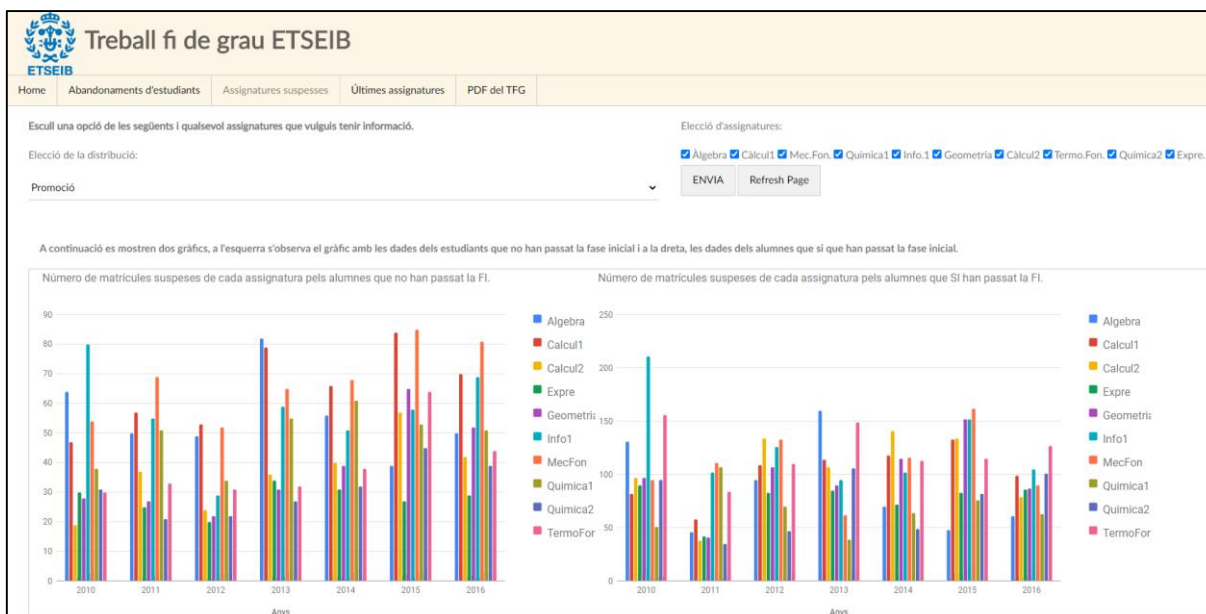 Treball fi de grau ETSEIB
ETSEIB
Home Abandonaments d'estudiants Assignatures suspeses Últimes assignatures PDF del TFG
Escull una opció de les següents i qualsevol assignatures que vulguis tenir informació.
Elecció d'assignatures:
Elecció de la distribució:
Àlgebra Càlcul1 Mec.Fon. Química1 Info.1 Geometria Càlcul2 Termo.Fon. Química2 Expre.
Promoció
ENVIA Refresh Page
A continuació es mostren dos gràfics, a l'esquerra s'observa el gràfic amb les dades dels estudiants que no han passat la fase inicial i a la dreta, les dades dels alumnes que si que han passat la fase inicial.
Número de matrícules suspeses de cada assignatura pels alumnes que no han passat la FI.
90
80
70
60
50
40
30
20
10
0
2010 2011 2012 2013 2014 2015 2016
Anys
Algebra
Calcul1
Calcul2
Expre
Geometria
Info1
MecFon
Quimica1
Quimica2
TermoFor
Número de matrícules suspeses de cada assignatura pels alumnes que SI han passat la FI.
250
200
150
100
50
0
2010 2011 2012 2013 2014 2015 2016
Anys
Algebra
Calcul1
Calcul2
Expre
Geometria
Info1
MecFon
Quimica1
Quimica2
TermoFor